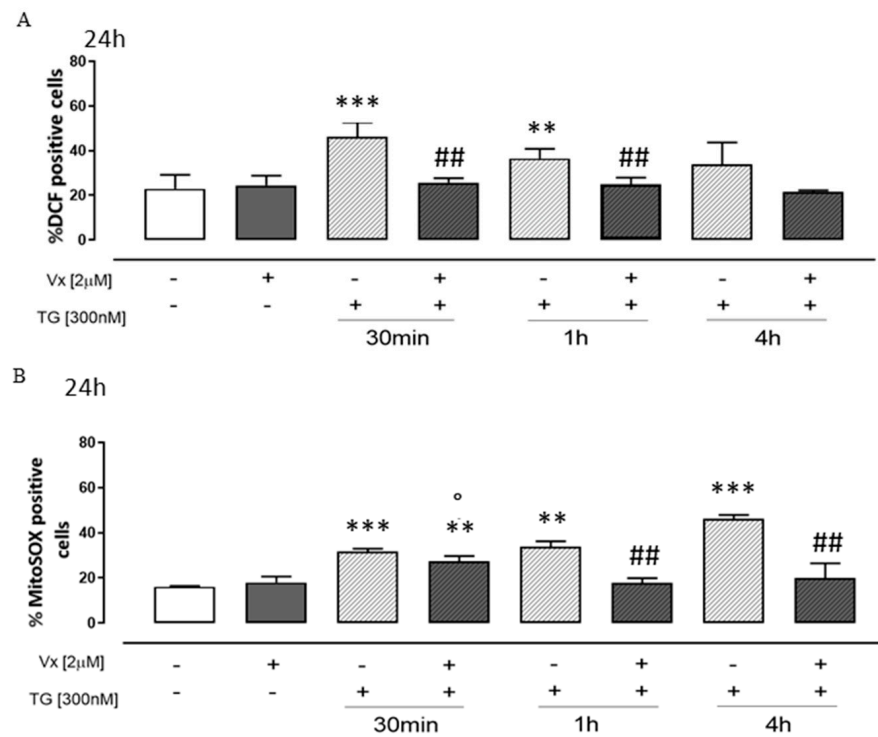 A
24h
%DCF positive cells
80
60
40
20
0
***
##
**
##
Vx [2μM] - + - + - + - +
TG [300nM] - - + + + + + +
30min 1h 4h
B
24h
% MitoSOX positive
cells
80
60
40
20
0
***
°
**
**
##
***
##
Vx [2μM] - + - + - + - +
TG [300nM] - - + + + + + +
30min 1h 4h